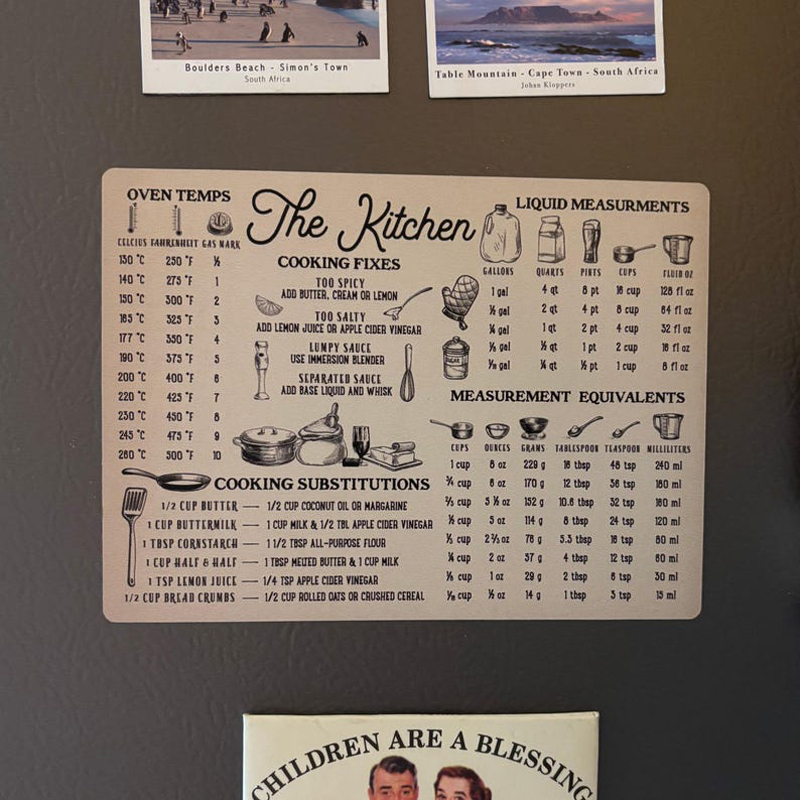 Boulders Beach - Simon's Town
South Africa
Table Mountain - Cape Town - South Africa
Johan Kloppers
The Kitchen
OVEN TEMPS
CELCIUS FAHRENHEIT GAS MARK
130 °C 250 °F ½
140 °C 275 °F 1
150 °C 300 °F 2
165 °C 325 °F 3
177 °C 350 °F 4
190 °C 375 °F 5
200 °C 400 °F 6
220 °C 425 °F 7
230 °C 450 °F 8
245 °C 475 °F 9
260 °C 500 °F 10
COOKING FIXES
TOO SPICY
ADD BUTTER, CREAM OR LEMON
TOO SALTY
ADD LEMON JUICE OR APPLE CIDER VINEGAR
LUMPY SAUCE
USE IMMERSION BLENDER
SEPARATED SAUCE
ADD BASE LIQUID AND WHISK
LIQUID MEASURMENTS
GALLONS QUARTS PINTS CUPS FLUID OZ
1 gal 4 qt 8 pt 16 cup 128 fl oz
½ gal 2 qt 4 pt 8 cup 64 fl oz
¼ gal 1 qt 2 pt 4 cup 32 fl oz
⅛ gal ½ qt 1 pt 2 cup 16 fl oz
gal ¼ qt ½ pt 1 cup 8 fl oz
MEASUREMENT EQUIVALENTS
CUPS OUNCES GRAMS TABLESPOON TEASPOON MILLILITERS
1 cup 8 oz 229 g 16 tbsp 48 tsp 240 ml
¾ cup 6 oz 170 g 12 tbsp 36 tsp 180 ml
⅔ cup 5 ⅓ oz 152 g 10.6 tbsp 32 tsp 160 ml
½ cup 5 oz 114 g 8 tbsp 24 tsp 120 ml
⅓ cup 2 ⅔ oz 76 g 5.3 tbsp 16 tsp 80 ml
¼ cup 2 oz 57 g 4 tbsp 12 tsp 60 ml
⅛ cup 1 oz 29 g 2 tbsp 6 tsp 30 ml
cup ½ oz 14 g 1 tbsp 3 tsp 15 ml
COOKING SUBSTITUTIONS
1/2 CUP BUTTER — 1/2 CUP COCONUT OIL OR MARGARINE
1 CUP BUTTERMILK — 1 CUP MILK & 1/2 TBL APPLE CIDER VINEGAR
1 TBSP CORNSTARCH — 1 1/2 TBSP ALL-PURPOSE FLOUR
1 CUP HALF & HALF — 1 TBSP MELTED BUTTER & 1 CUP MILK
1 TSP LEMON JUICE — 1/4 TSP APPLE CIDER VINEGAR
1/2 CUP BREAD CRUMBS — 1/2 CUP ROLLED OATS OR CRUSHED CEREAL
CHILDREN ARE A BLESSING